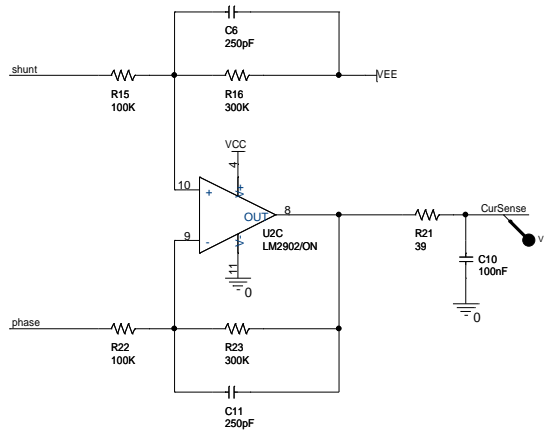 C6
250pF
shunt
VEE
R15
100K
R16
300K
VCC
4
10
+
V+
OUT
8
CurSense
9
-
V-
U2C
LM2902/ON
R21
39
V
C10
100nF
11
0
0
phase
R22
100K
R23
300K
C11
250pF